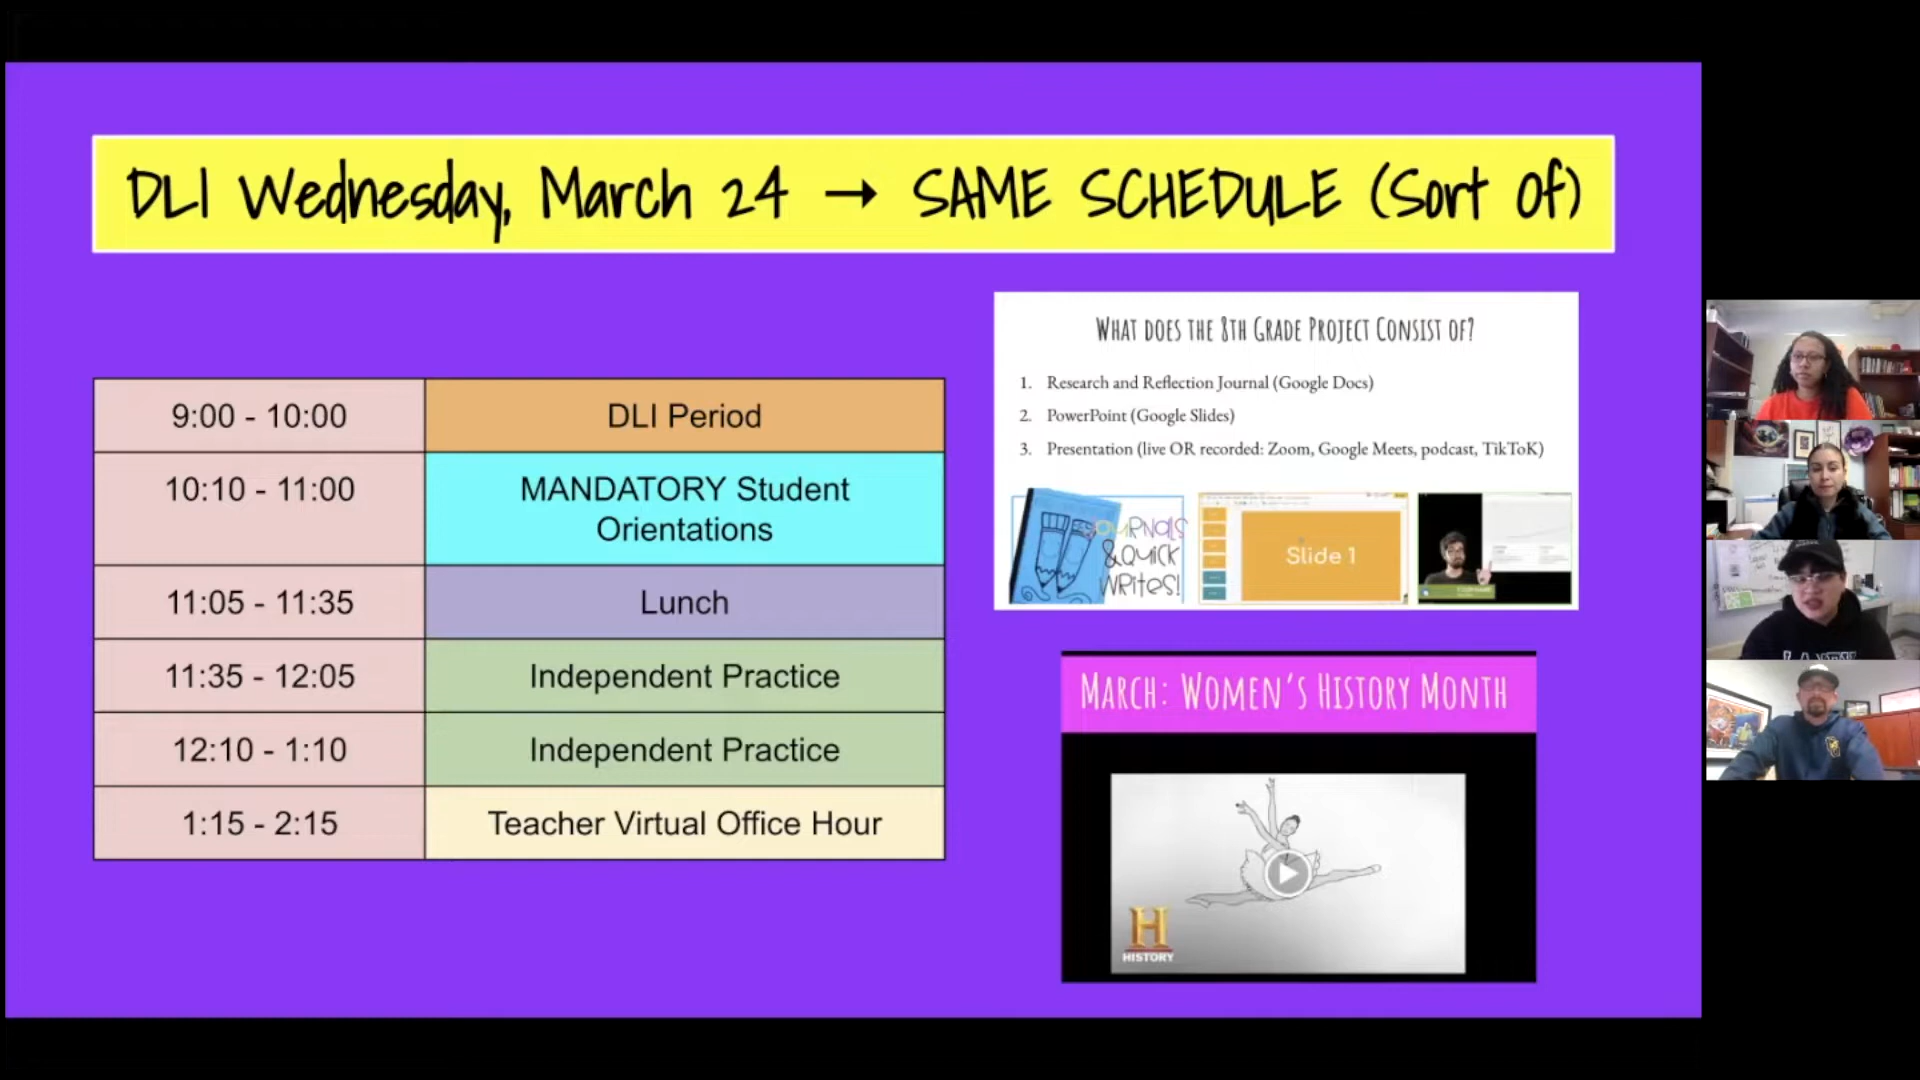 DLI Wednesday, March 24 → SAME SCHEDULE (Sort Of)
9:00 - 10:00 DLI Period
10:10 - 11:00 MANDATORY Student
Orientations
11:05 - 11:35 Lunch
11:35 - 12:05 Independent Practice
12:10 - 1:10 Independent Practice
1:15 - 2:15 Teacher Virtual Office Hour
WHAT DOES THE 8TH GRADE PROJECT CONSIST OF?
1. Research and Reflection Journal (Google Docs)
2. PowerPoint (Google Slides)
3. Presentation (live OR recorded: Zoom, Google Meets, podcast, TikToK)
JOURNALS
&QUICK
WRiTES!
Slide 1
MARCH: WOMEN'S HISTORY MONTH
H
HISTORY